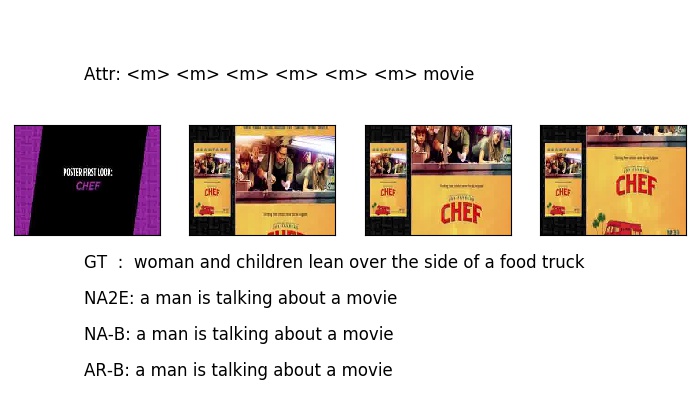 Attr: <m> <m> <m> <m> <m> <m> movie
POSTER FIRST LOOK:
CHEF
CHEF
CHEF
CHEF
CHEF
CHEF
GT : woman and children lean over the side of a food truck
NA2E: a man is talking about a movie
NA-B: a man is talking about a movie
AR-B: a man is talking about a movie